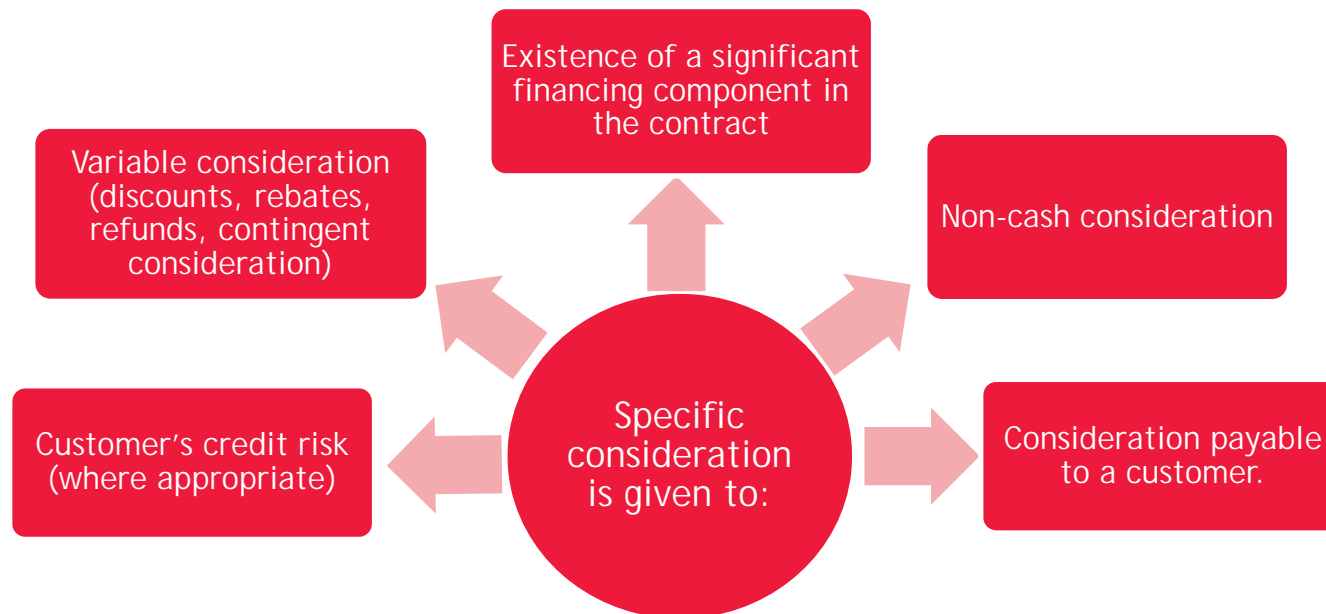 Existence of a significant
financing component in
the contract
Variable consideration
(discounts, rebates,
refunds, contingent
consideration)
Non-cash consideration
Customer’s credit risk
(where appropriate)
Specific
consideration
is given to:
Consideration payable
to a customer.